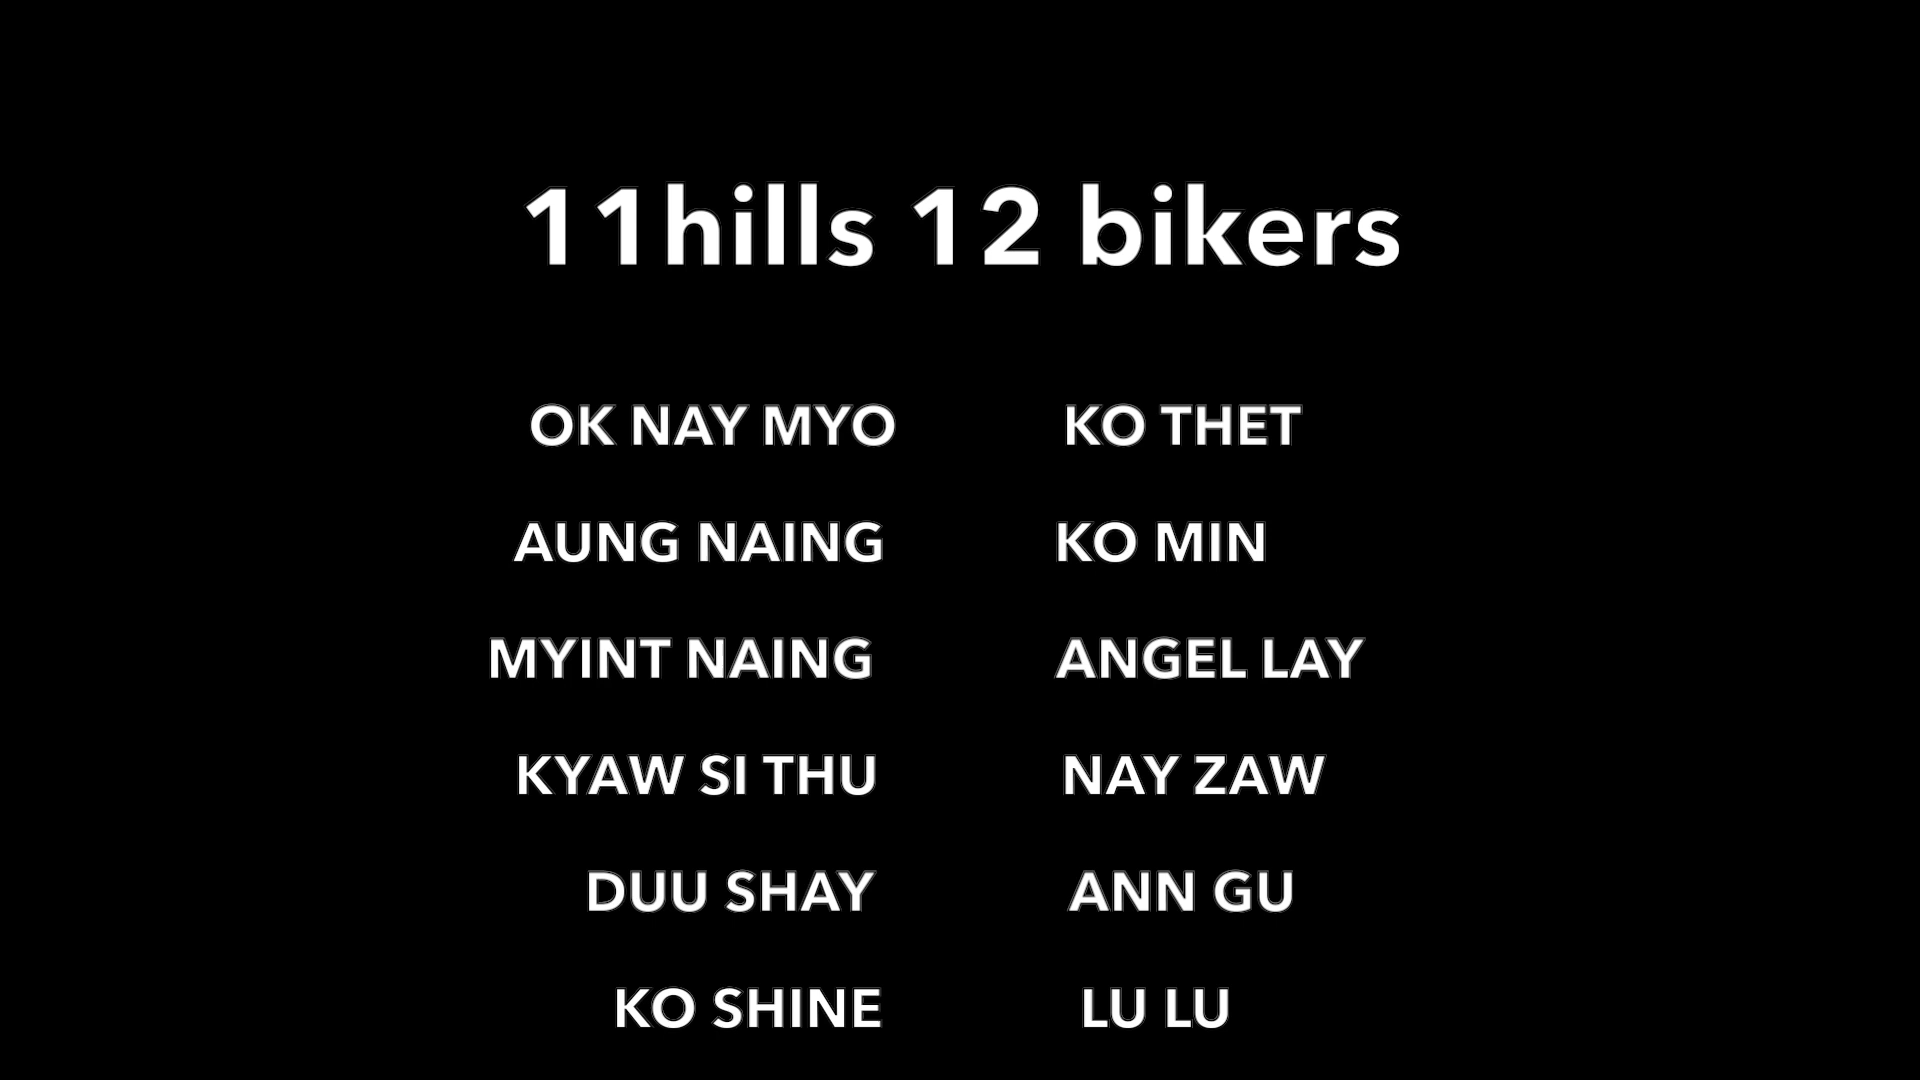 11hills 12 bikers
OK NAY MYO KO THET
AUNG NAING KO MIN
MYINT NAING ANGEL LAY
KYAW SI THU NAY ZAW
DUU SHAY ANN GU
KO SHINE LU LU